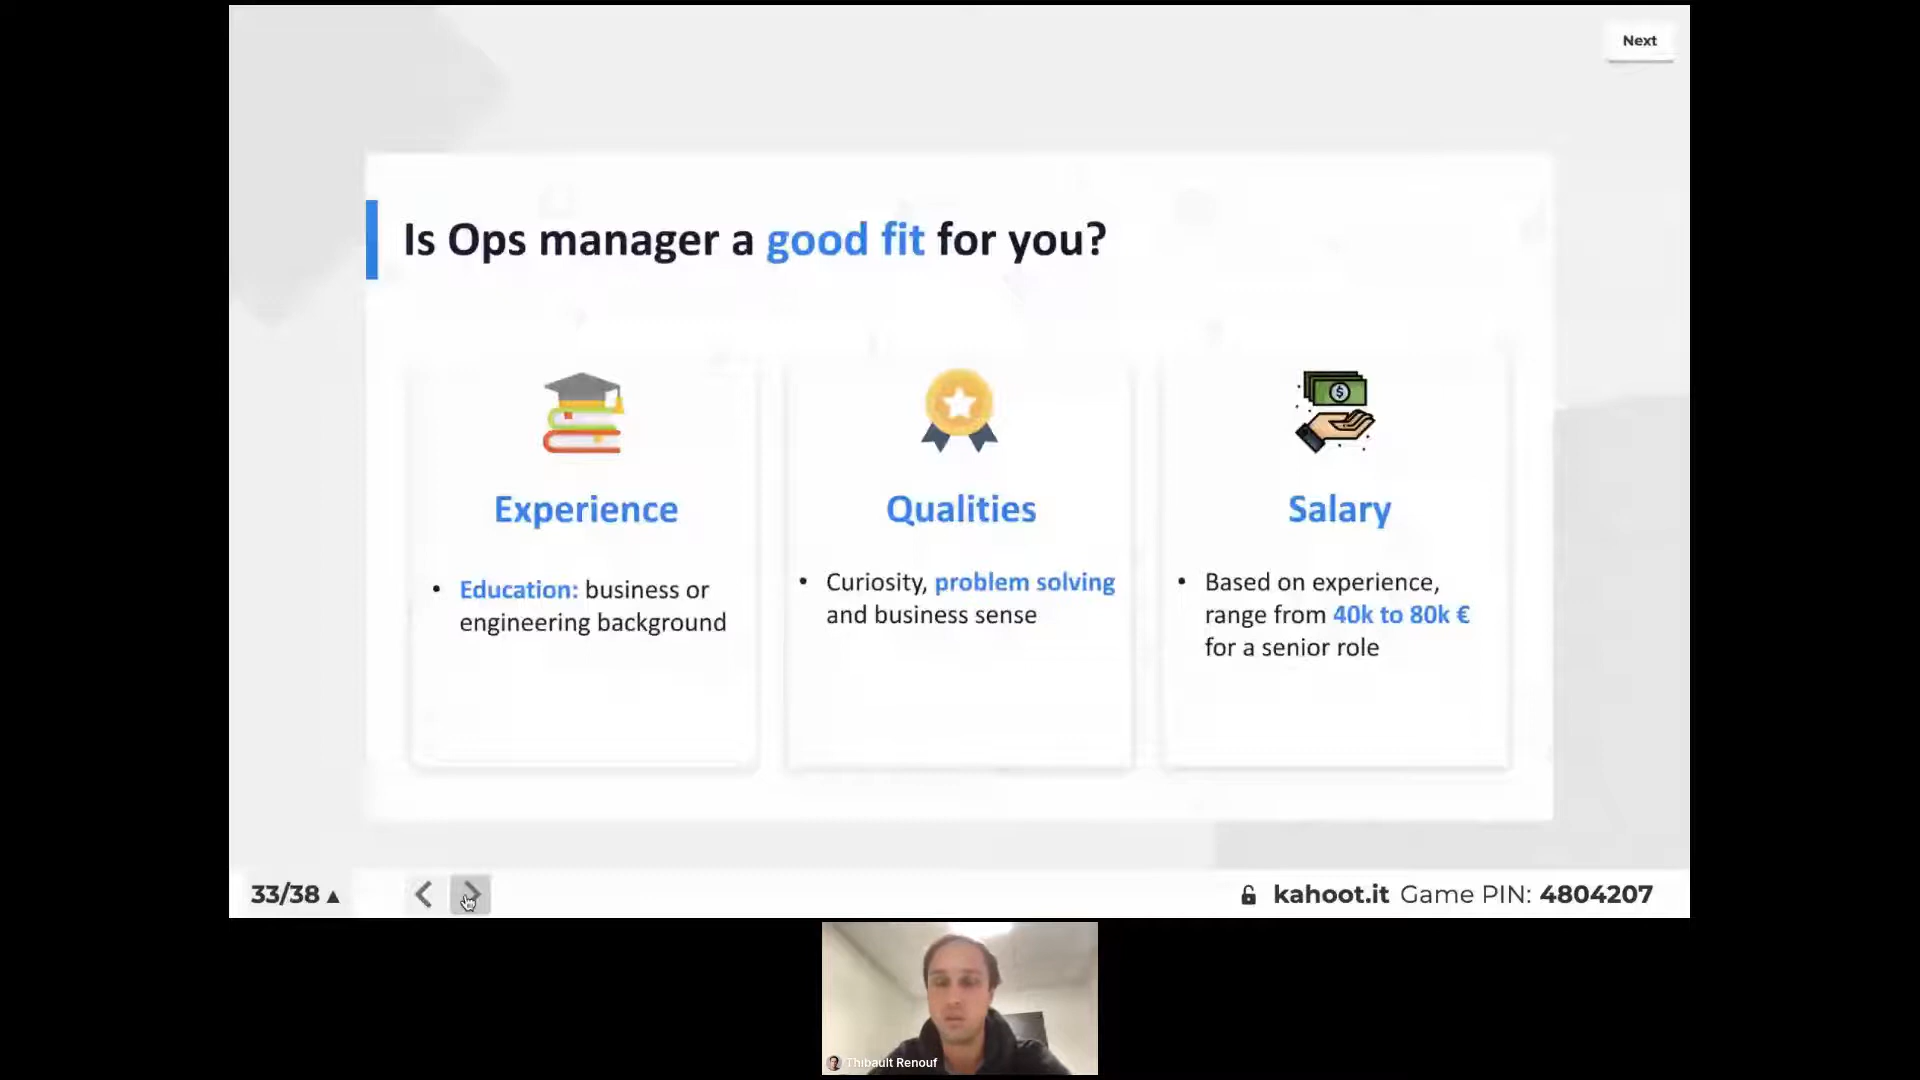 Next
Is Ops manager a good fit for you?
Experience
• Education: business or
engineering background
Qualities
• Curiosity, problem solving
and business sense
Salary
• Based on experience,
range from 40k to 80k €
for a senior role
33/38 ▲
kahoot.it Game PIN: 4804207
Thibault Renouf